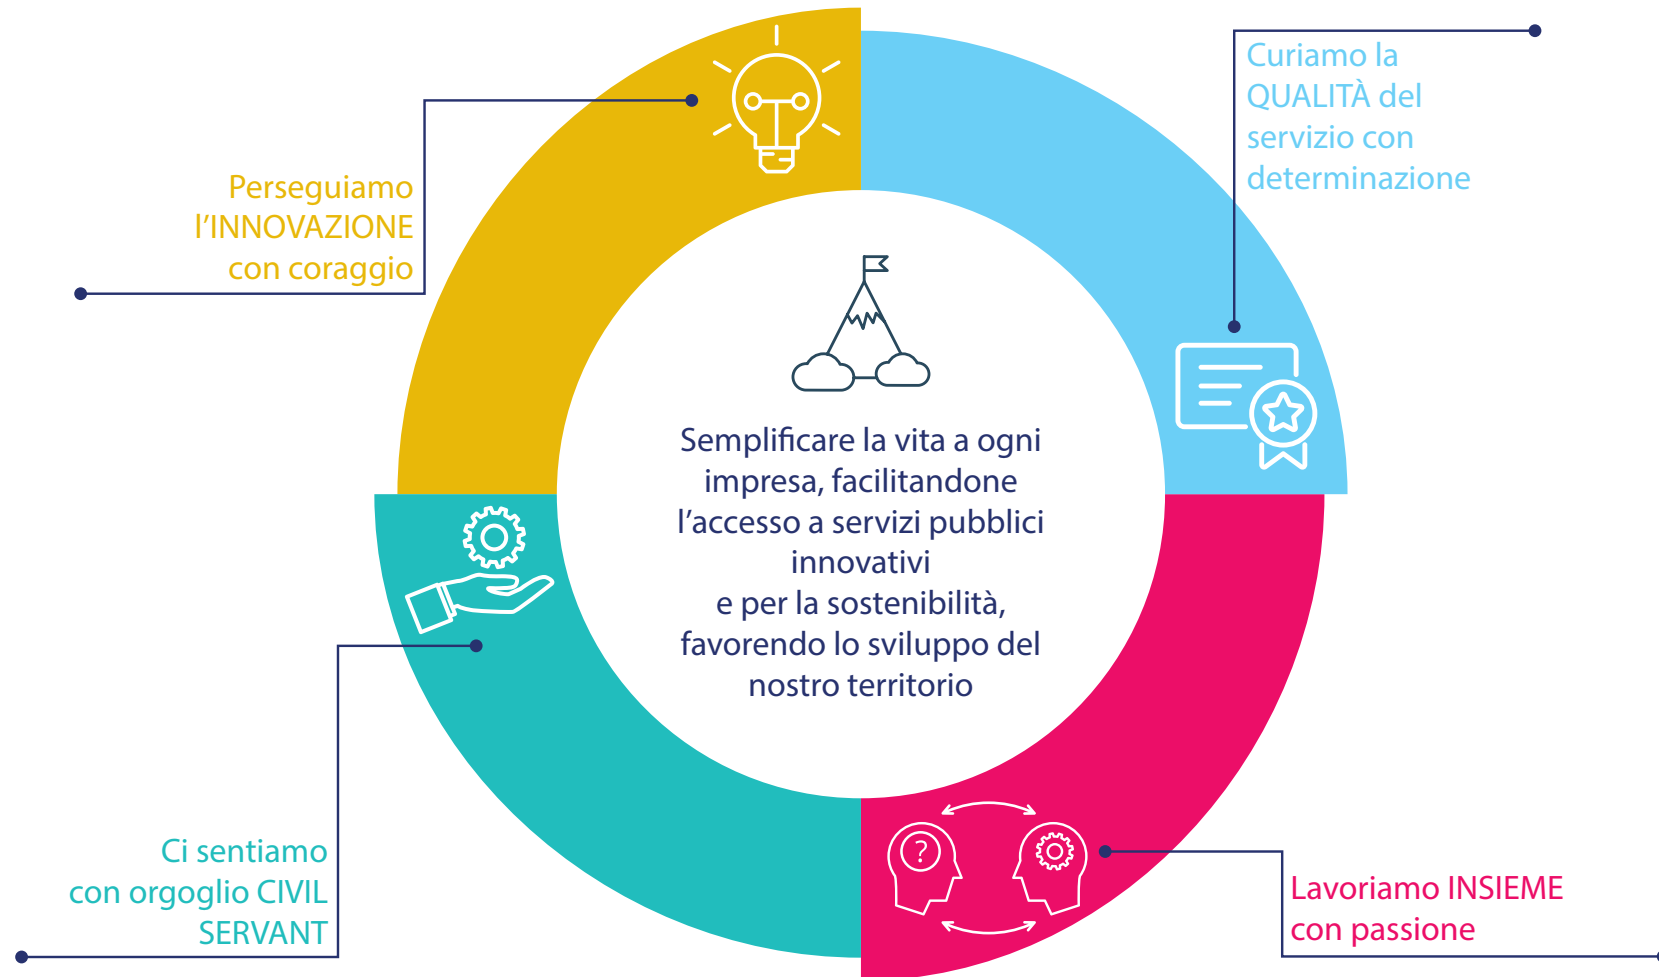 Perseguiamo
l’INNOVAZIONE
con coraggio
Curiamo la
QUALITÀ del
servizio con
determinazione
Semplificare la vita a ogni
impresa, facilitandone
l’accesso a servizi pubblici
innovativi
e per la sostenibilità,
favorendo lo sviluppo del
nostro territorio
Ci sentiamo
con orgoglio CIVIL
SERVANT
?
Lavoriamo INSIEME
con passione